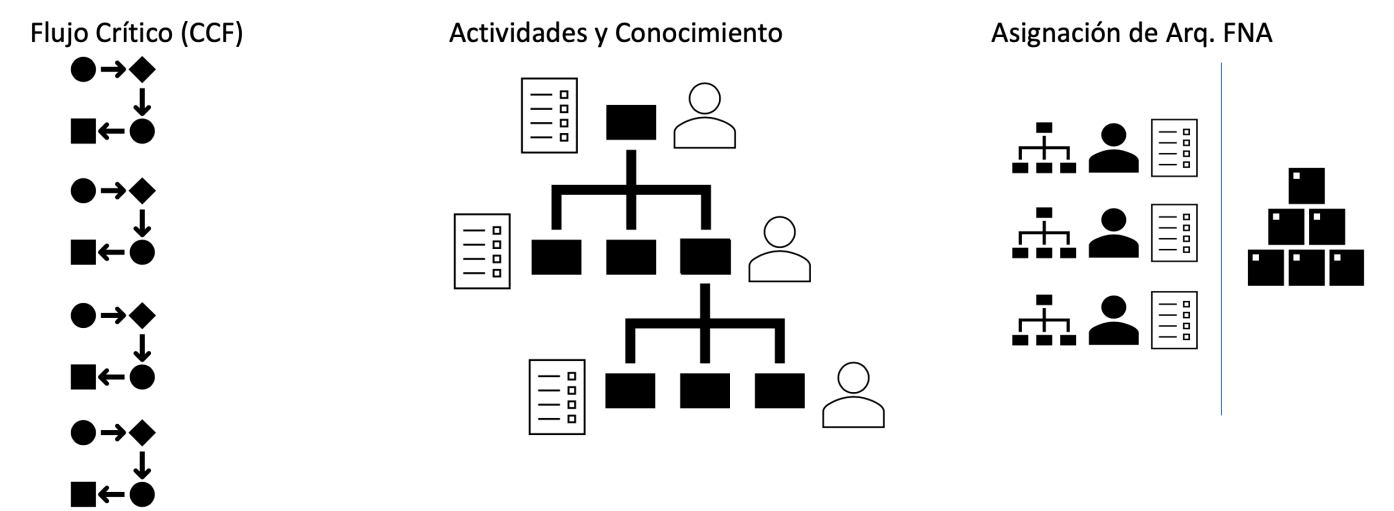 Flujo Crítico (CCF)
Actividades y Conocimiento
Asignación de Arq. FNA